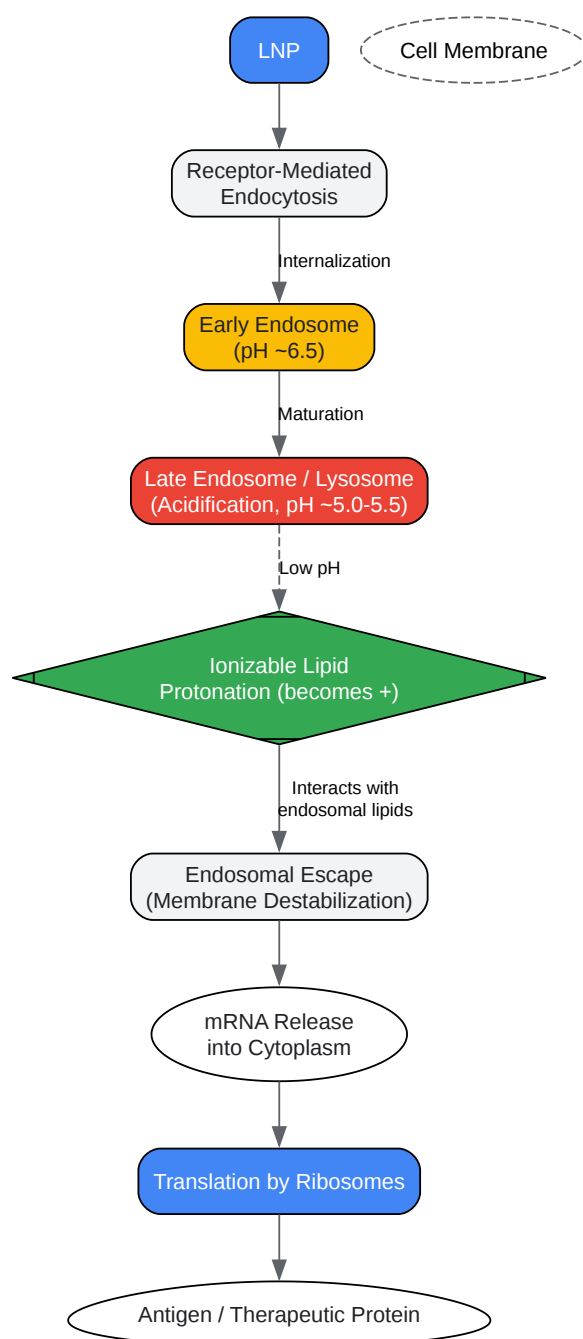 LNP
Cell Membrane
Receptor-Mediated
Endocytosis
Internalization
Early Endosome
(pH ~6.5)
Maturation
Late Endosome / Lysosome
(Acidification, pH ~5.0-5.5)
Low pH
Ionizable Lipid
Protonation (becomes +)
Interacts with
endosomal lipids
Endosomal Escape
(Membrane Destabilization)
mRNA Release
into Cytoplasm
Translation by Ribosomes
Antigen / Therapeutic Protein